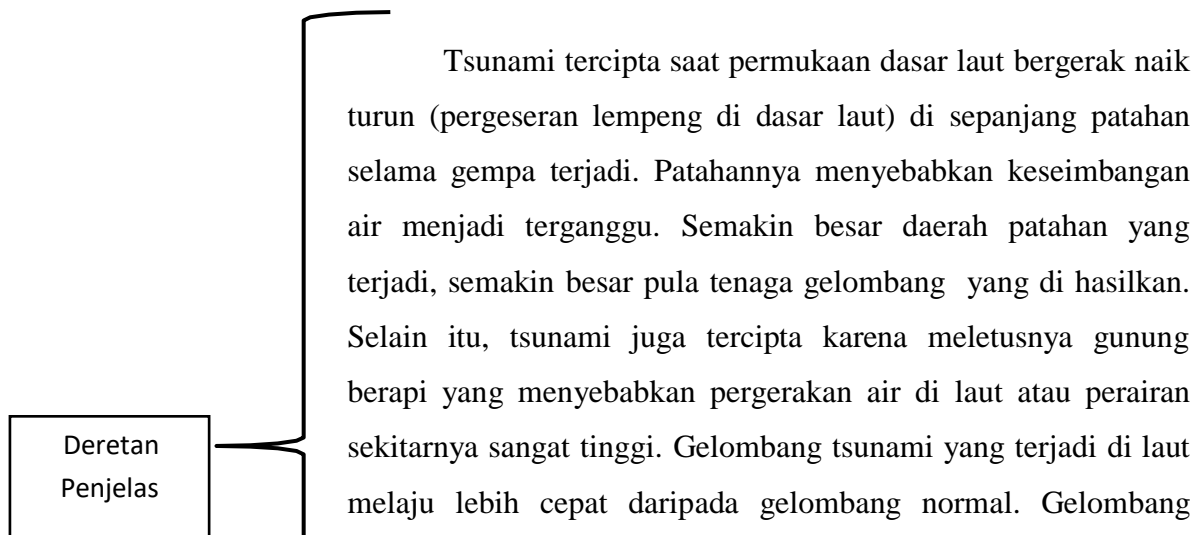 Tsunami tercipta saat permukaan dasar laut bergerak naik
turun (pergeseran lempeng di dasar laut) di sepanjang patahan
selama gempa terjadi. Patahannya menyebabkan keseimbangan
air menjadi terganggu. Semakin besar daerah patahan yang
terjadi, semakin besar pula tenaga gelombang yang di hasilkan.
Selain itu, tsunami juga tercipta karena meletusnya gunung
berapi yang menyebabkan pergerakan air di laut atau perairan
sekitarnya sangat tinggi. Gelombang tsunami yang terjadi di laut
melaju lebih cepat daripada gelombang normal. Gelombang
Deretan
Penjelas